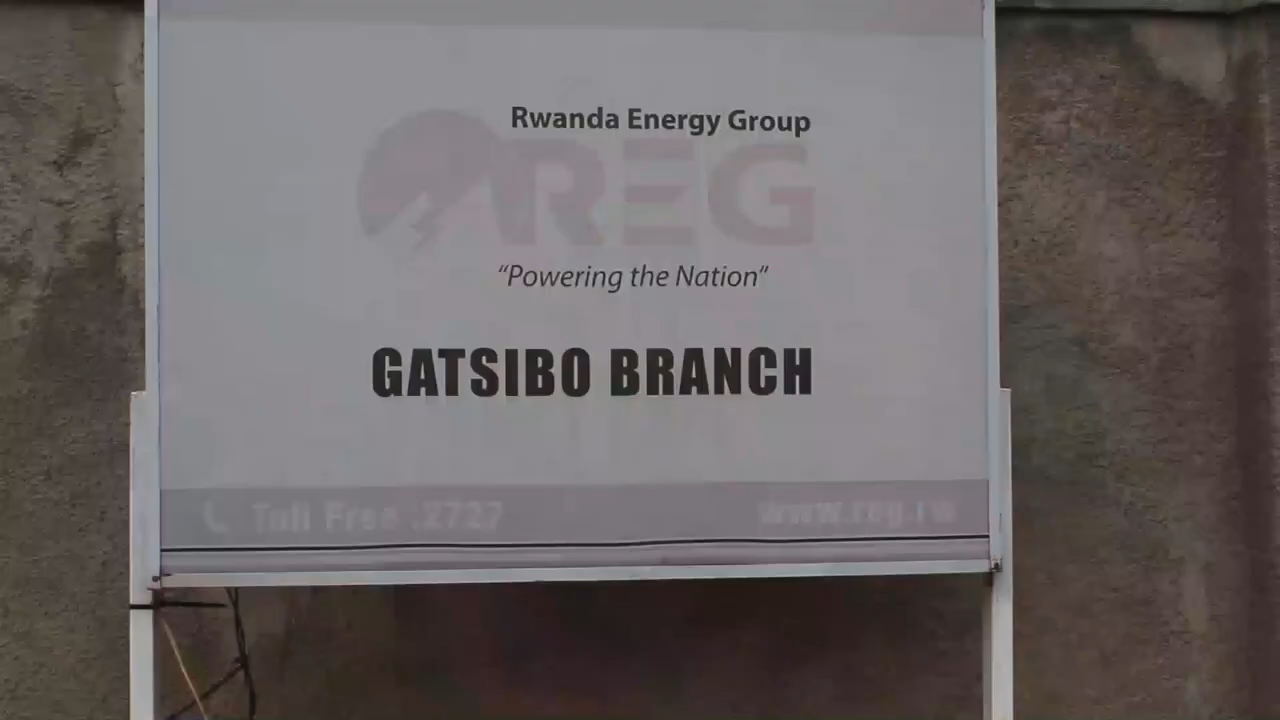 Rwanda Energy Group
REG
“Powering the Nation“
GATSIBO BRANCH
Toll Free :2727
www.reg.rw